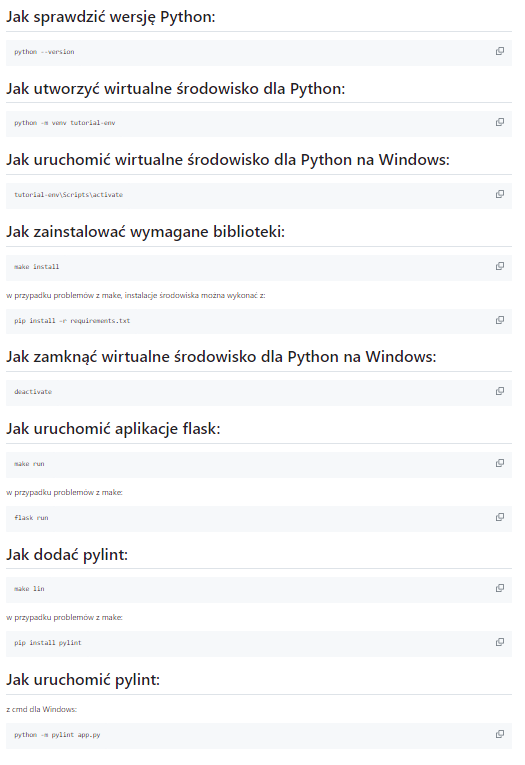 Jak sprawdzić wersję Python:
python --version
Jak utworzyć wirtualne środowisko dla Python:
python -m venv tutorial-env
Jak uruchomić wirtualne środowisko dla Python na Windows:
tutorial-env\Scripts\activate
Jak zainstalować wymagane biblioteki:
make install
w przypadku problemów z make, instalacje środowiska można wykonać z:
pip install -r requirements.txt
Jak zamknąć wirtualne środowisko dla Python na Windows:
deactivate
Jak uruchomić aplikacje flask:
make run
w przypadku problemów z make:
flask run
Jak dodać pylint:
make lin
w przypadku problemów z make:
pip install pylint
Jak uruchomić pylint:
z cmd dla Windows:
python -m pylint app.py